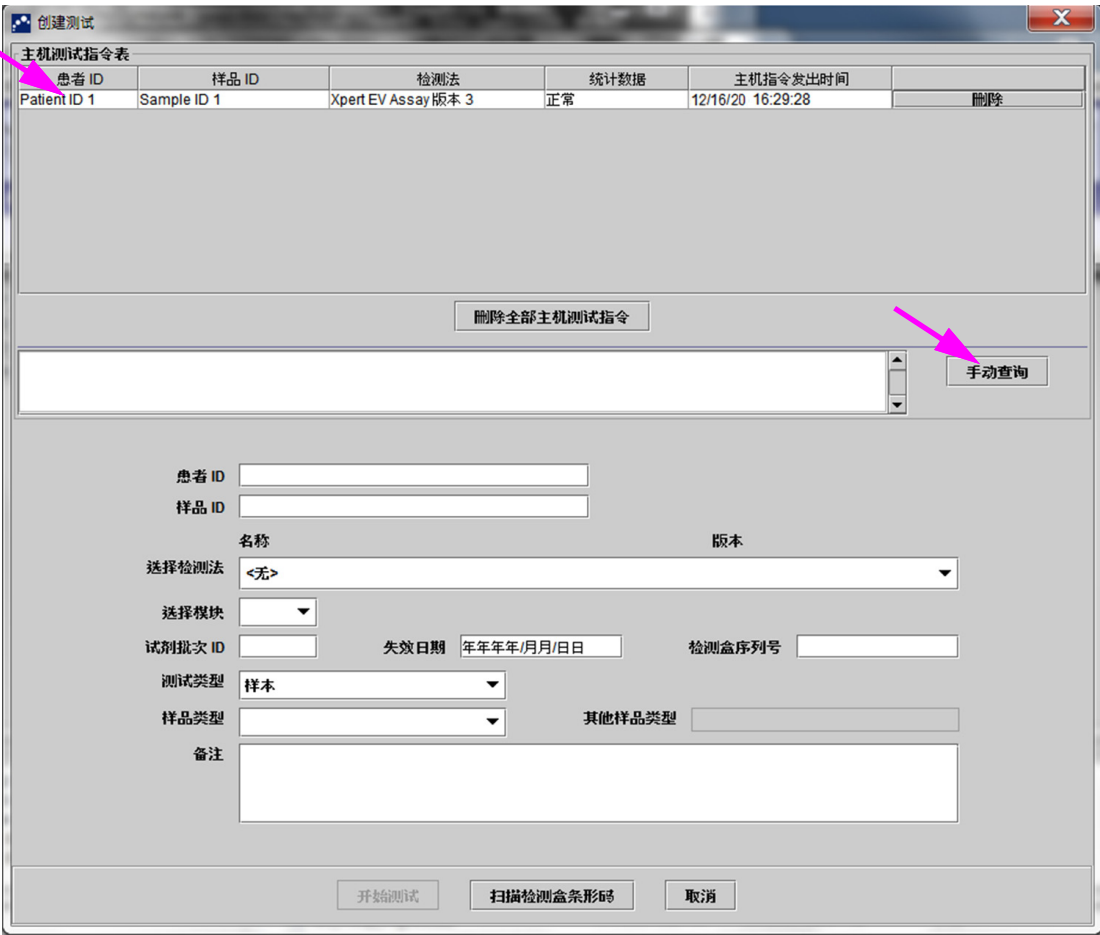 创建测试
主机测试指令表
患者 ID 样品 ID 检测法 统计数据 主机指令发出时间
Patient ID 1 Sample ID 1 Xpert EV Assay 版本 3 正常 12/16/20 16:29:28 删除
删除全部主机测试指令
手动查询
患者 ID
样品 ID
名称 版本
选择检测法 <无>
选择模块
试剂批次 ID 失效日期 年年年年/月月/日日 检测盒序列号
测试类型 样本
样品类型 其他样品类型
备注
开始测试 扫描检测盒条形码 取消